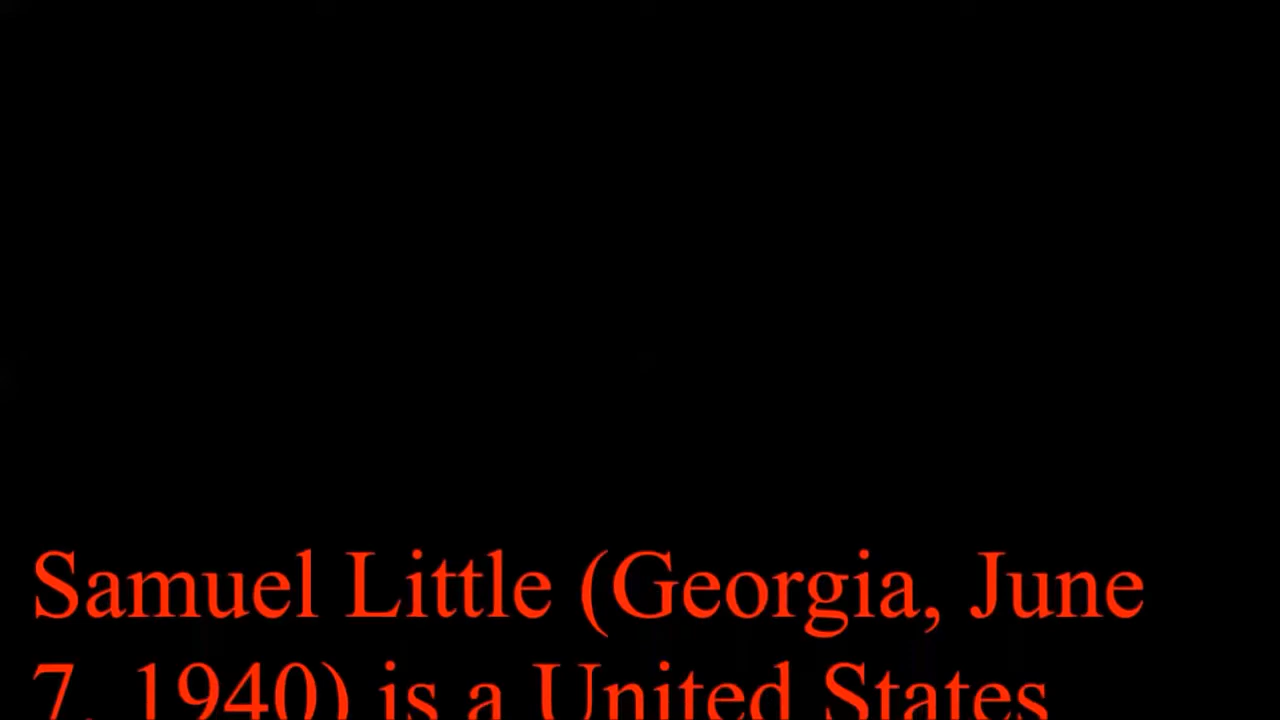 Samuel Little (Georgia, June
7, 1940) is a United States